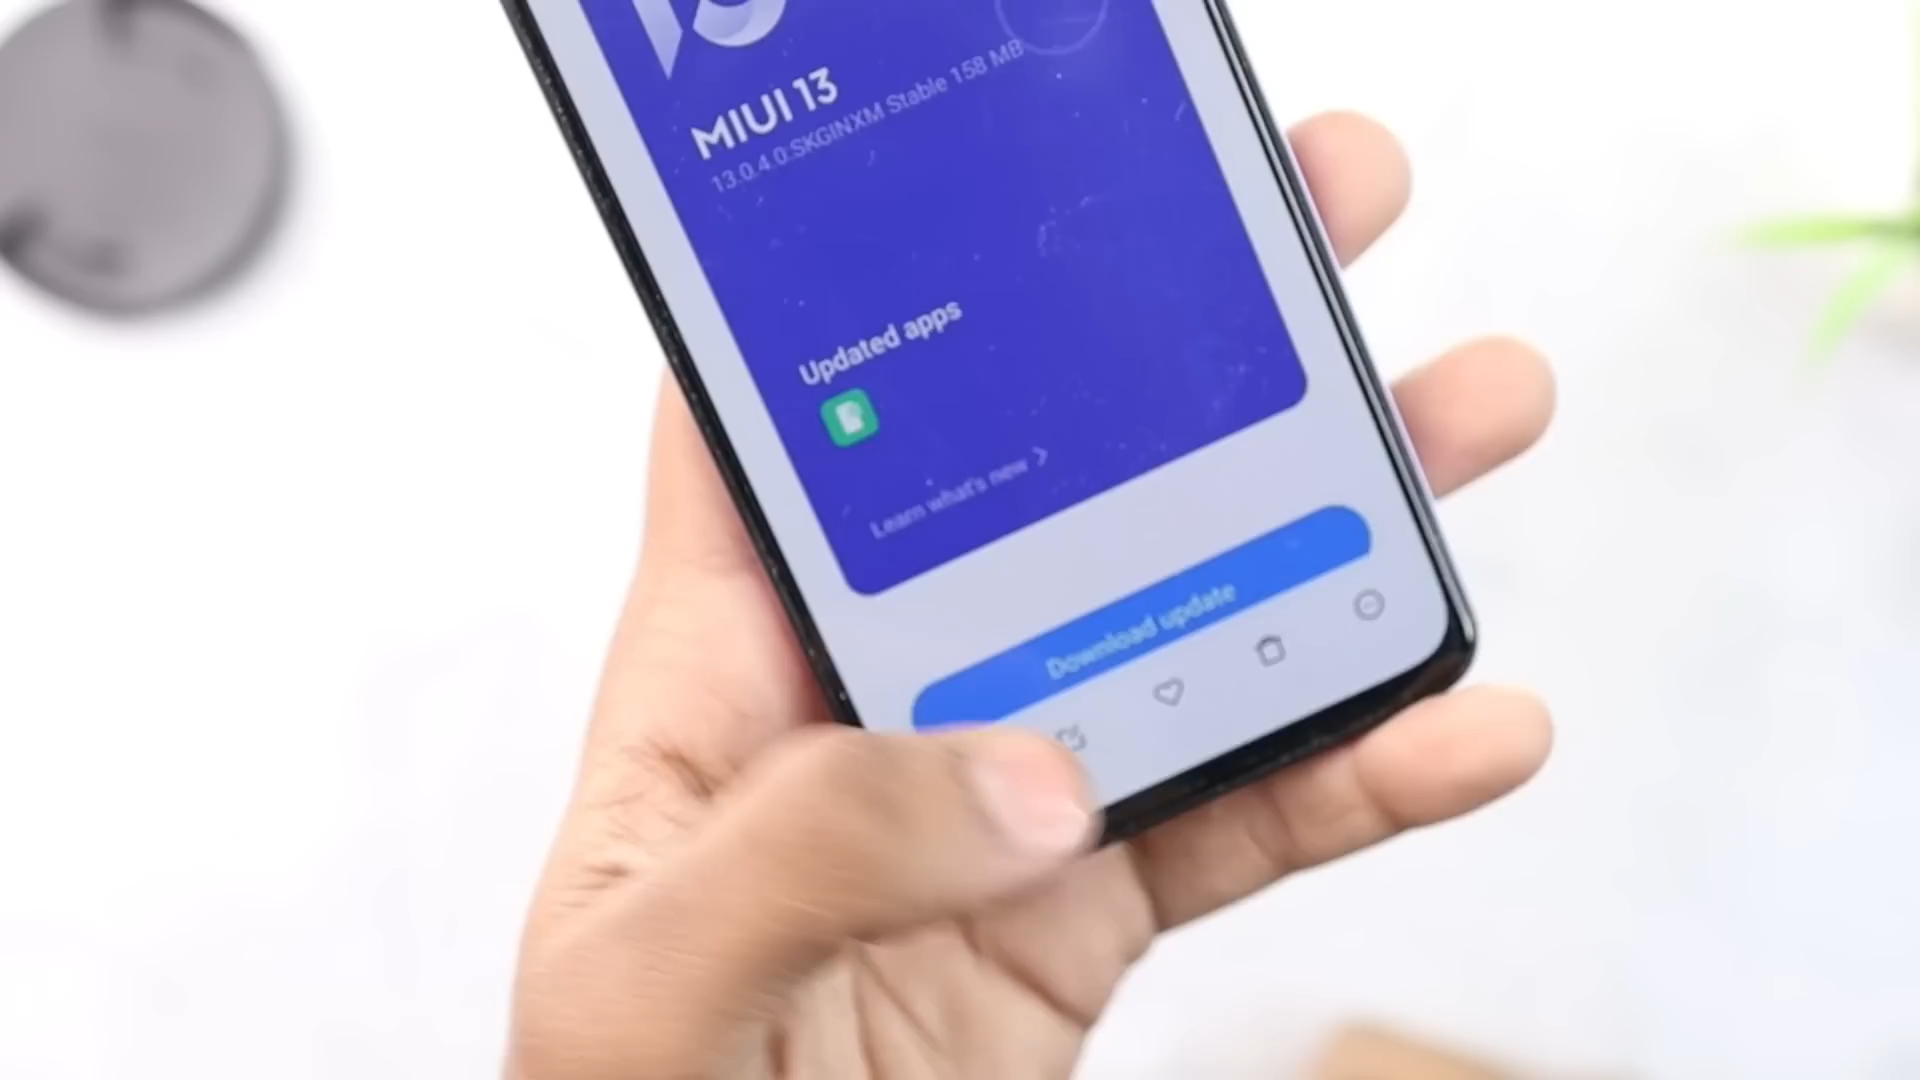 MIUI 13
13.0.4.0.SKGINXM Stable 158 MB
Updated apps
Learn what's new
Download update